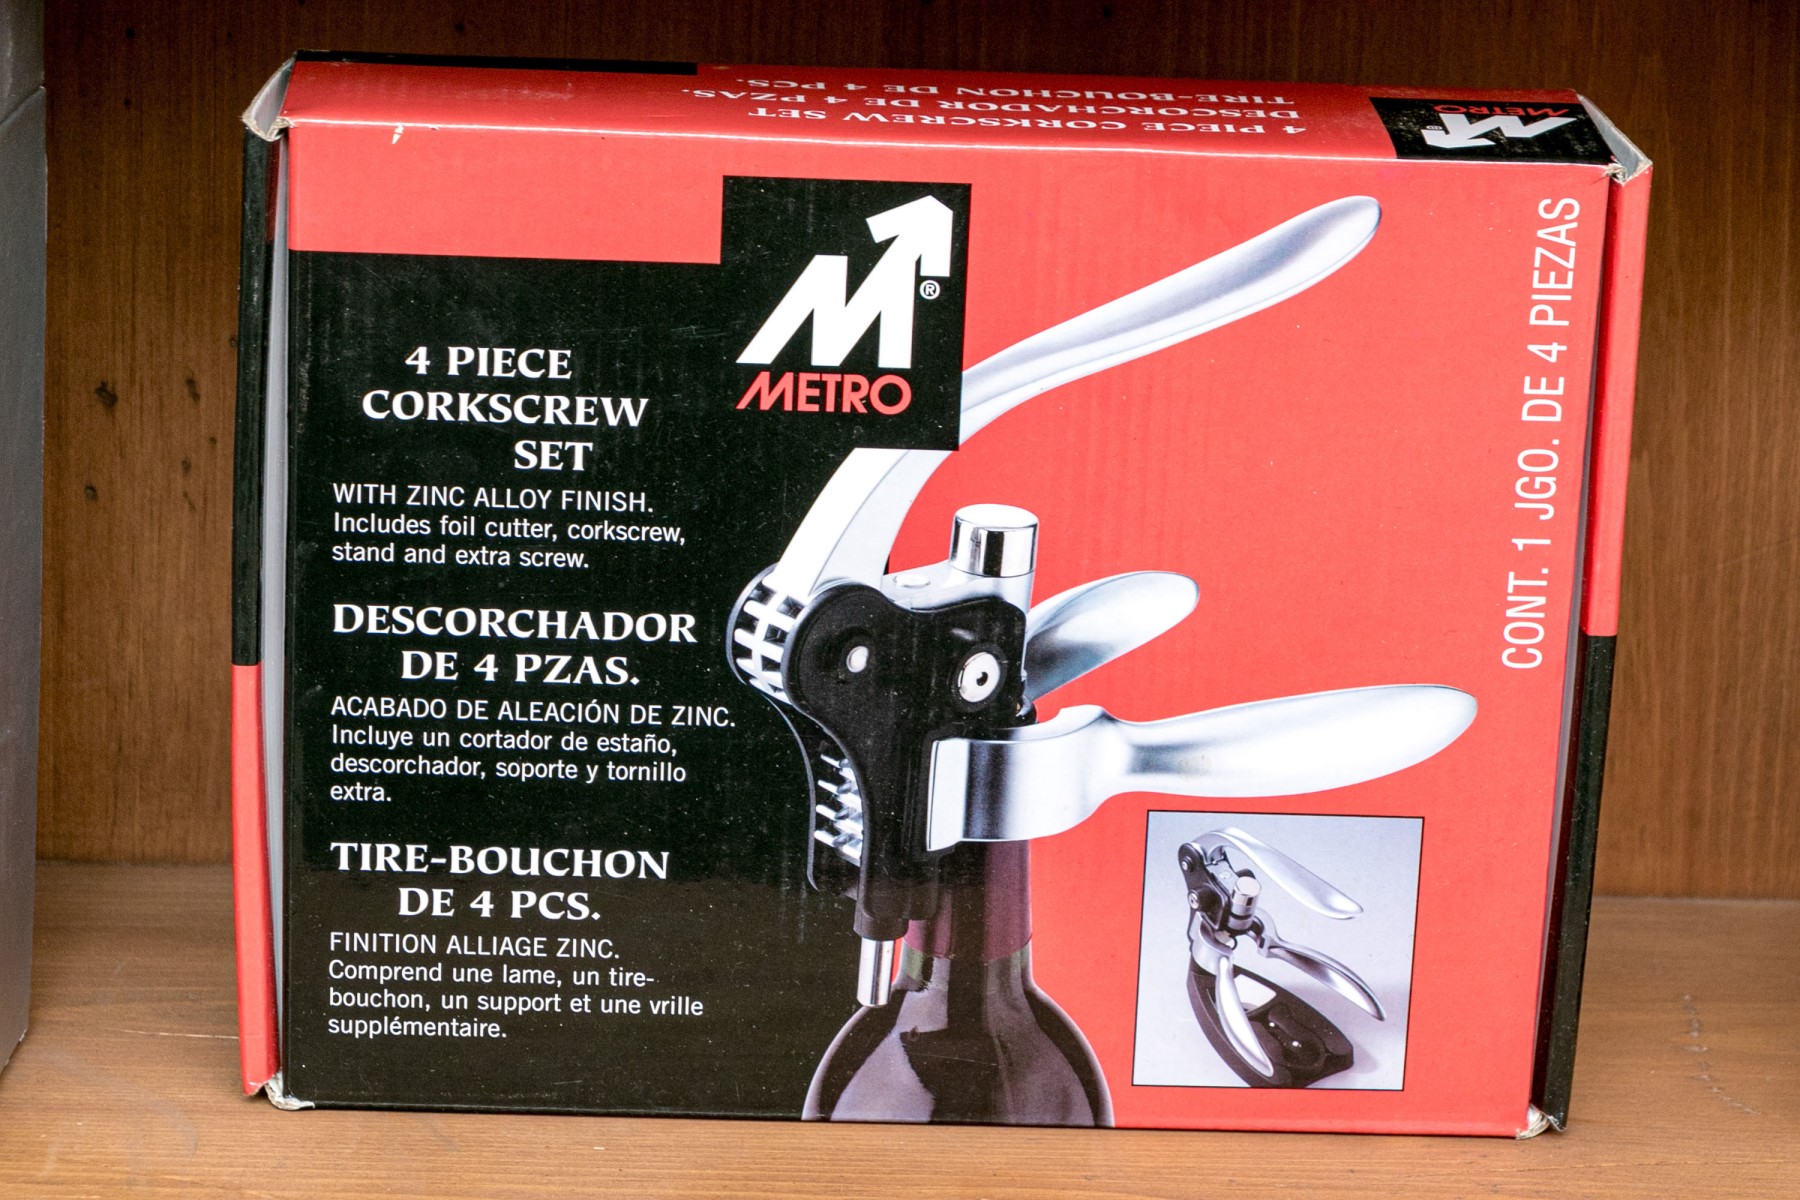 4 PIECE CORKSCREW SET
DESCORCHADOR DE 4 PZAS.
TIRE-BOUCHON DE 4 PCS.
METRO
M®
METRO
4 PIECE
CORKSCREW
SET
WITH ZINC ALLOY FINISH.
Includes foil cutter, corkscrew,
stand and extra screw.
DESCORCHADOR
DE 4 PZAS.
ACABADO DE ALEACIÓN DE ZINC.
Incluye un cortador de estaño,
descorchador, soporte y tornillo
extra.
TIRE-BOUCHON
DE 4 PCS.
FINITION ALLIAGE ZINC.
Comprend une lame, un tire-
bouchon, un support et une vrille
supplémentaire.
CONT. 1 JGO. DE 4 PIEZAS